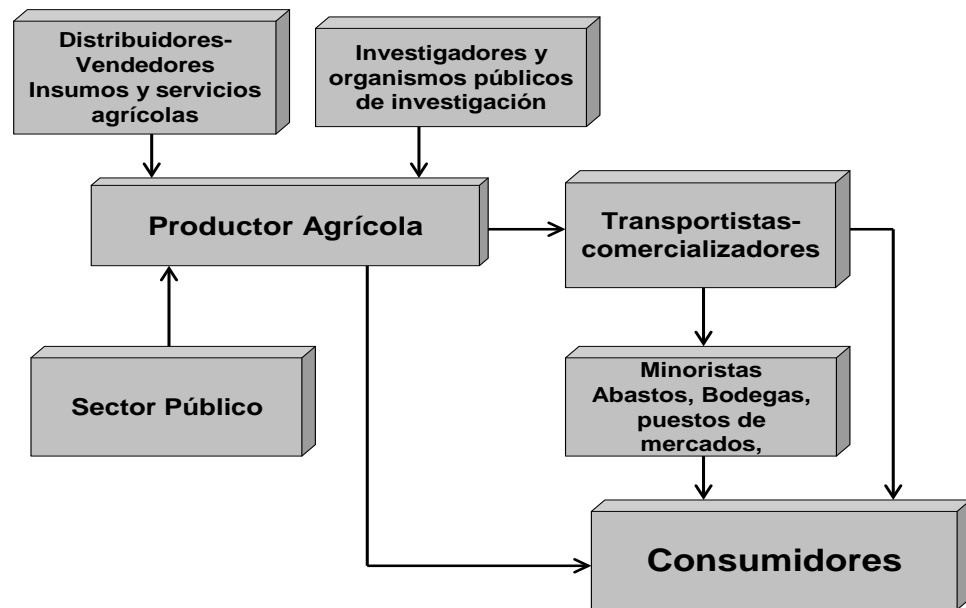 Distribuidores-
Vendedores
Insumos y servicios
agrícolas
Investigadores y
organismos públicos
de investigación
Productor Agrícola
Transportistas-
comercializadores
Sector Público
Minoristas
Abastos, Bodegas,
puestos de
mercados,
Consumidores